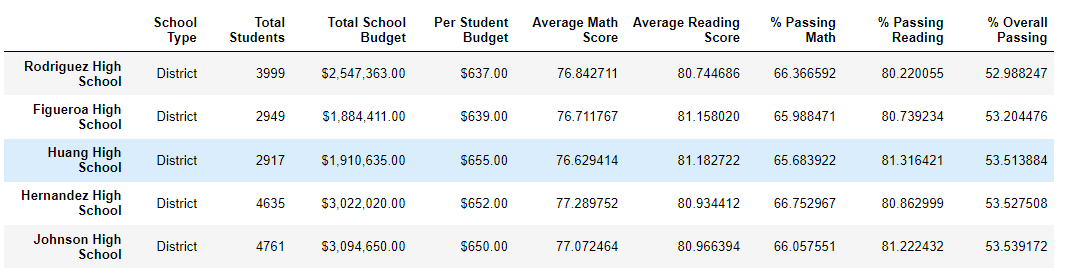 School Type Total Students Total School Budget Per Student Budget Average Math Score Average Reading Score % Passing Math % Passing Reading % Overall Passing
Rodriguez High School District 3999 $2,547,363.00 $637.00 76.842711 80.744686 66.366592 80.220055 52.988247
Figueroa High School District 2949 $1,884,411.00 $639.00 76.711767 81.158020 65.988471 80.739234 53.204476
Huang High School District 2917 $1,910,635.00 $655.00 76.629414 81.182722 65.683922 81.316421 53.513884
Hernandez High School District 4635 $3,022,020.00 $652.00 77.289752 80.934412 66.752967 80.862999 53.527508
Johnson High School District 4761 $3,094,650.00 $650.00 77.072464 80.966394 66.057551 81.222432 53.539172